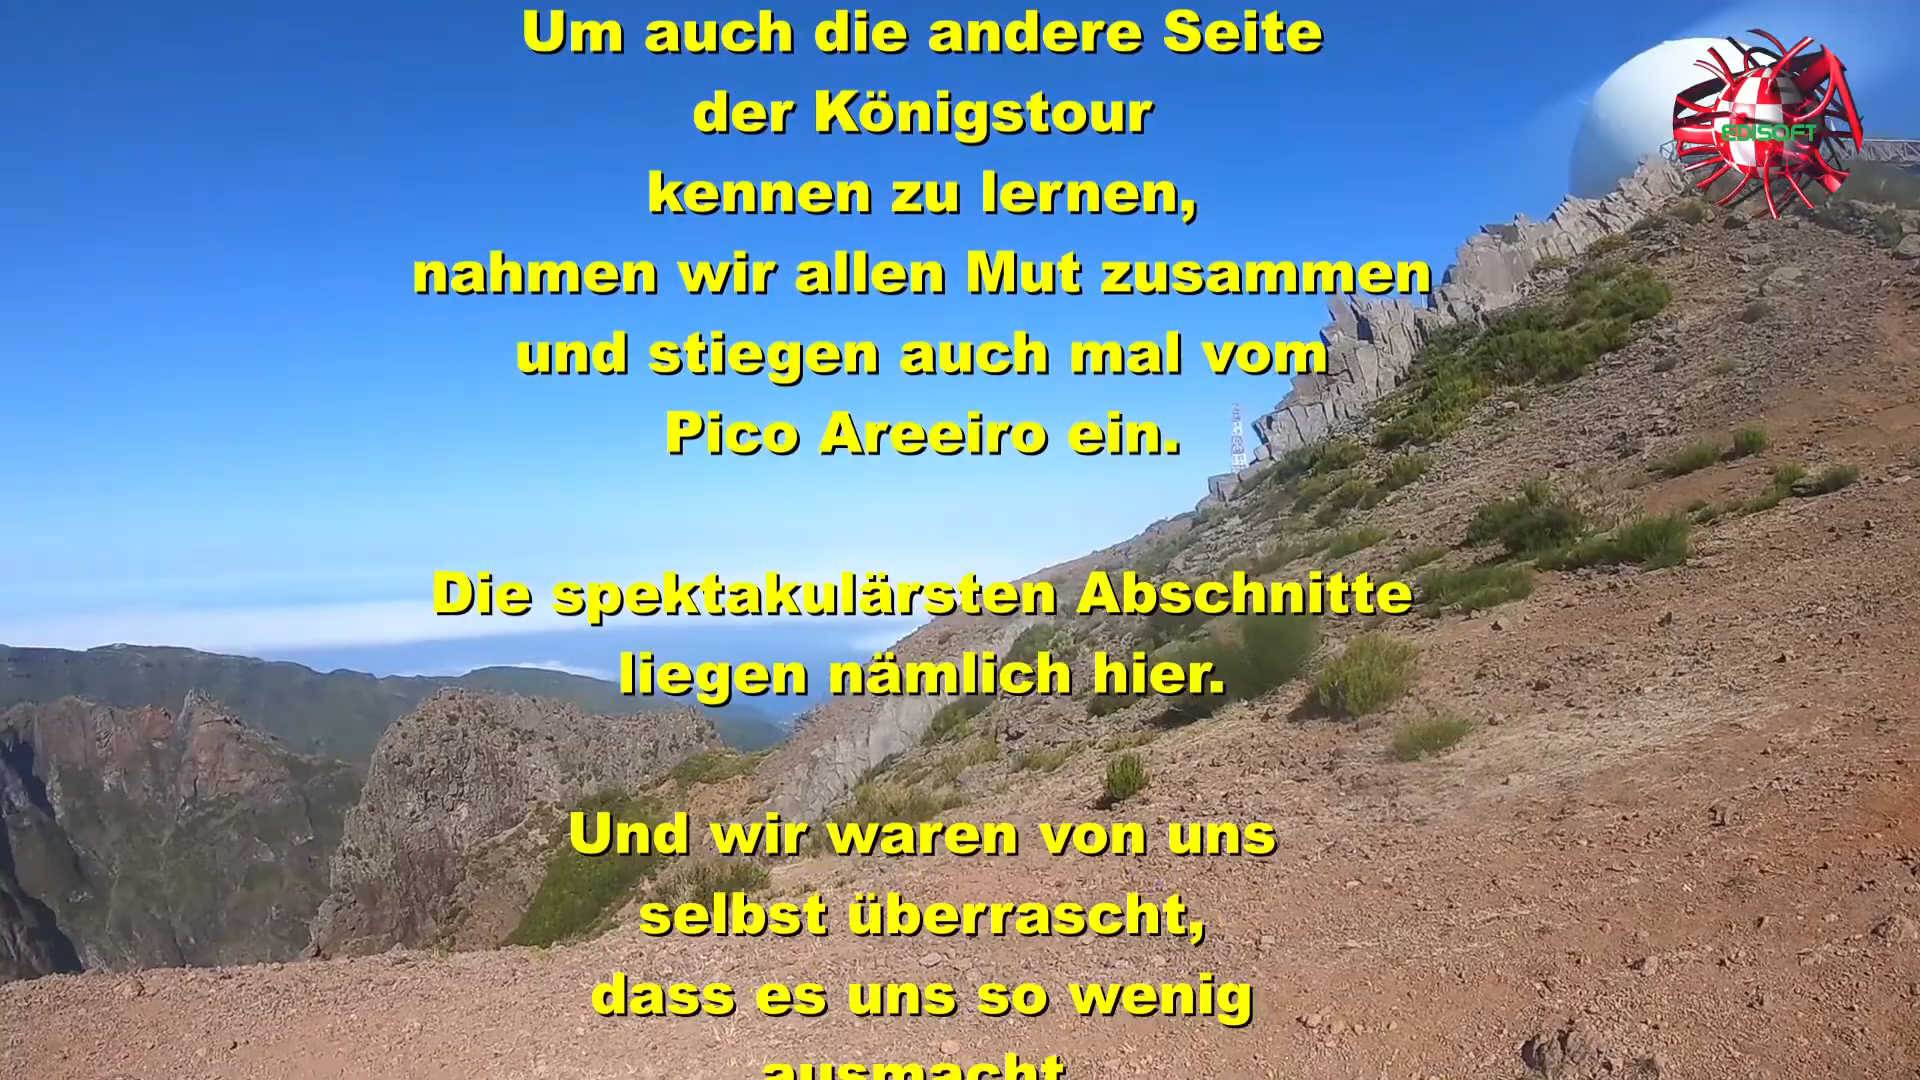 Um auch die andere Seite
der Königstour
kennen zu lernen,
nahmen wir allen Mut zusammen
und stiegen auch mal vom
Pico Areeiro ein.
Die spektakulärsten Abschnitte
liegen nämlich hier.
Und wir waren von uns
selbst überrascht,
dass es uns so wenig
ausmacht
EDISOFT